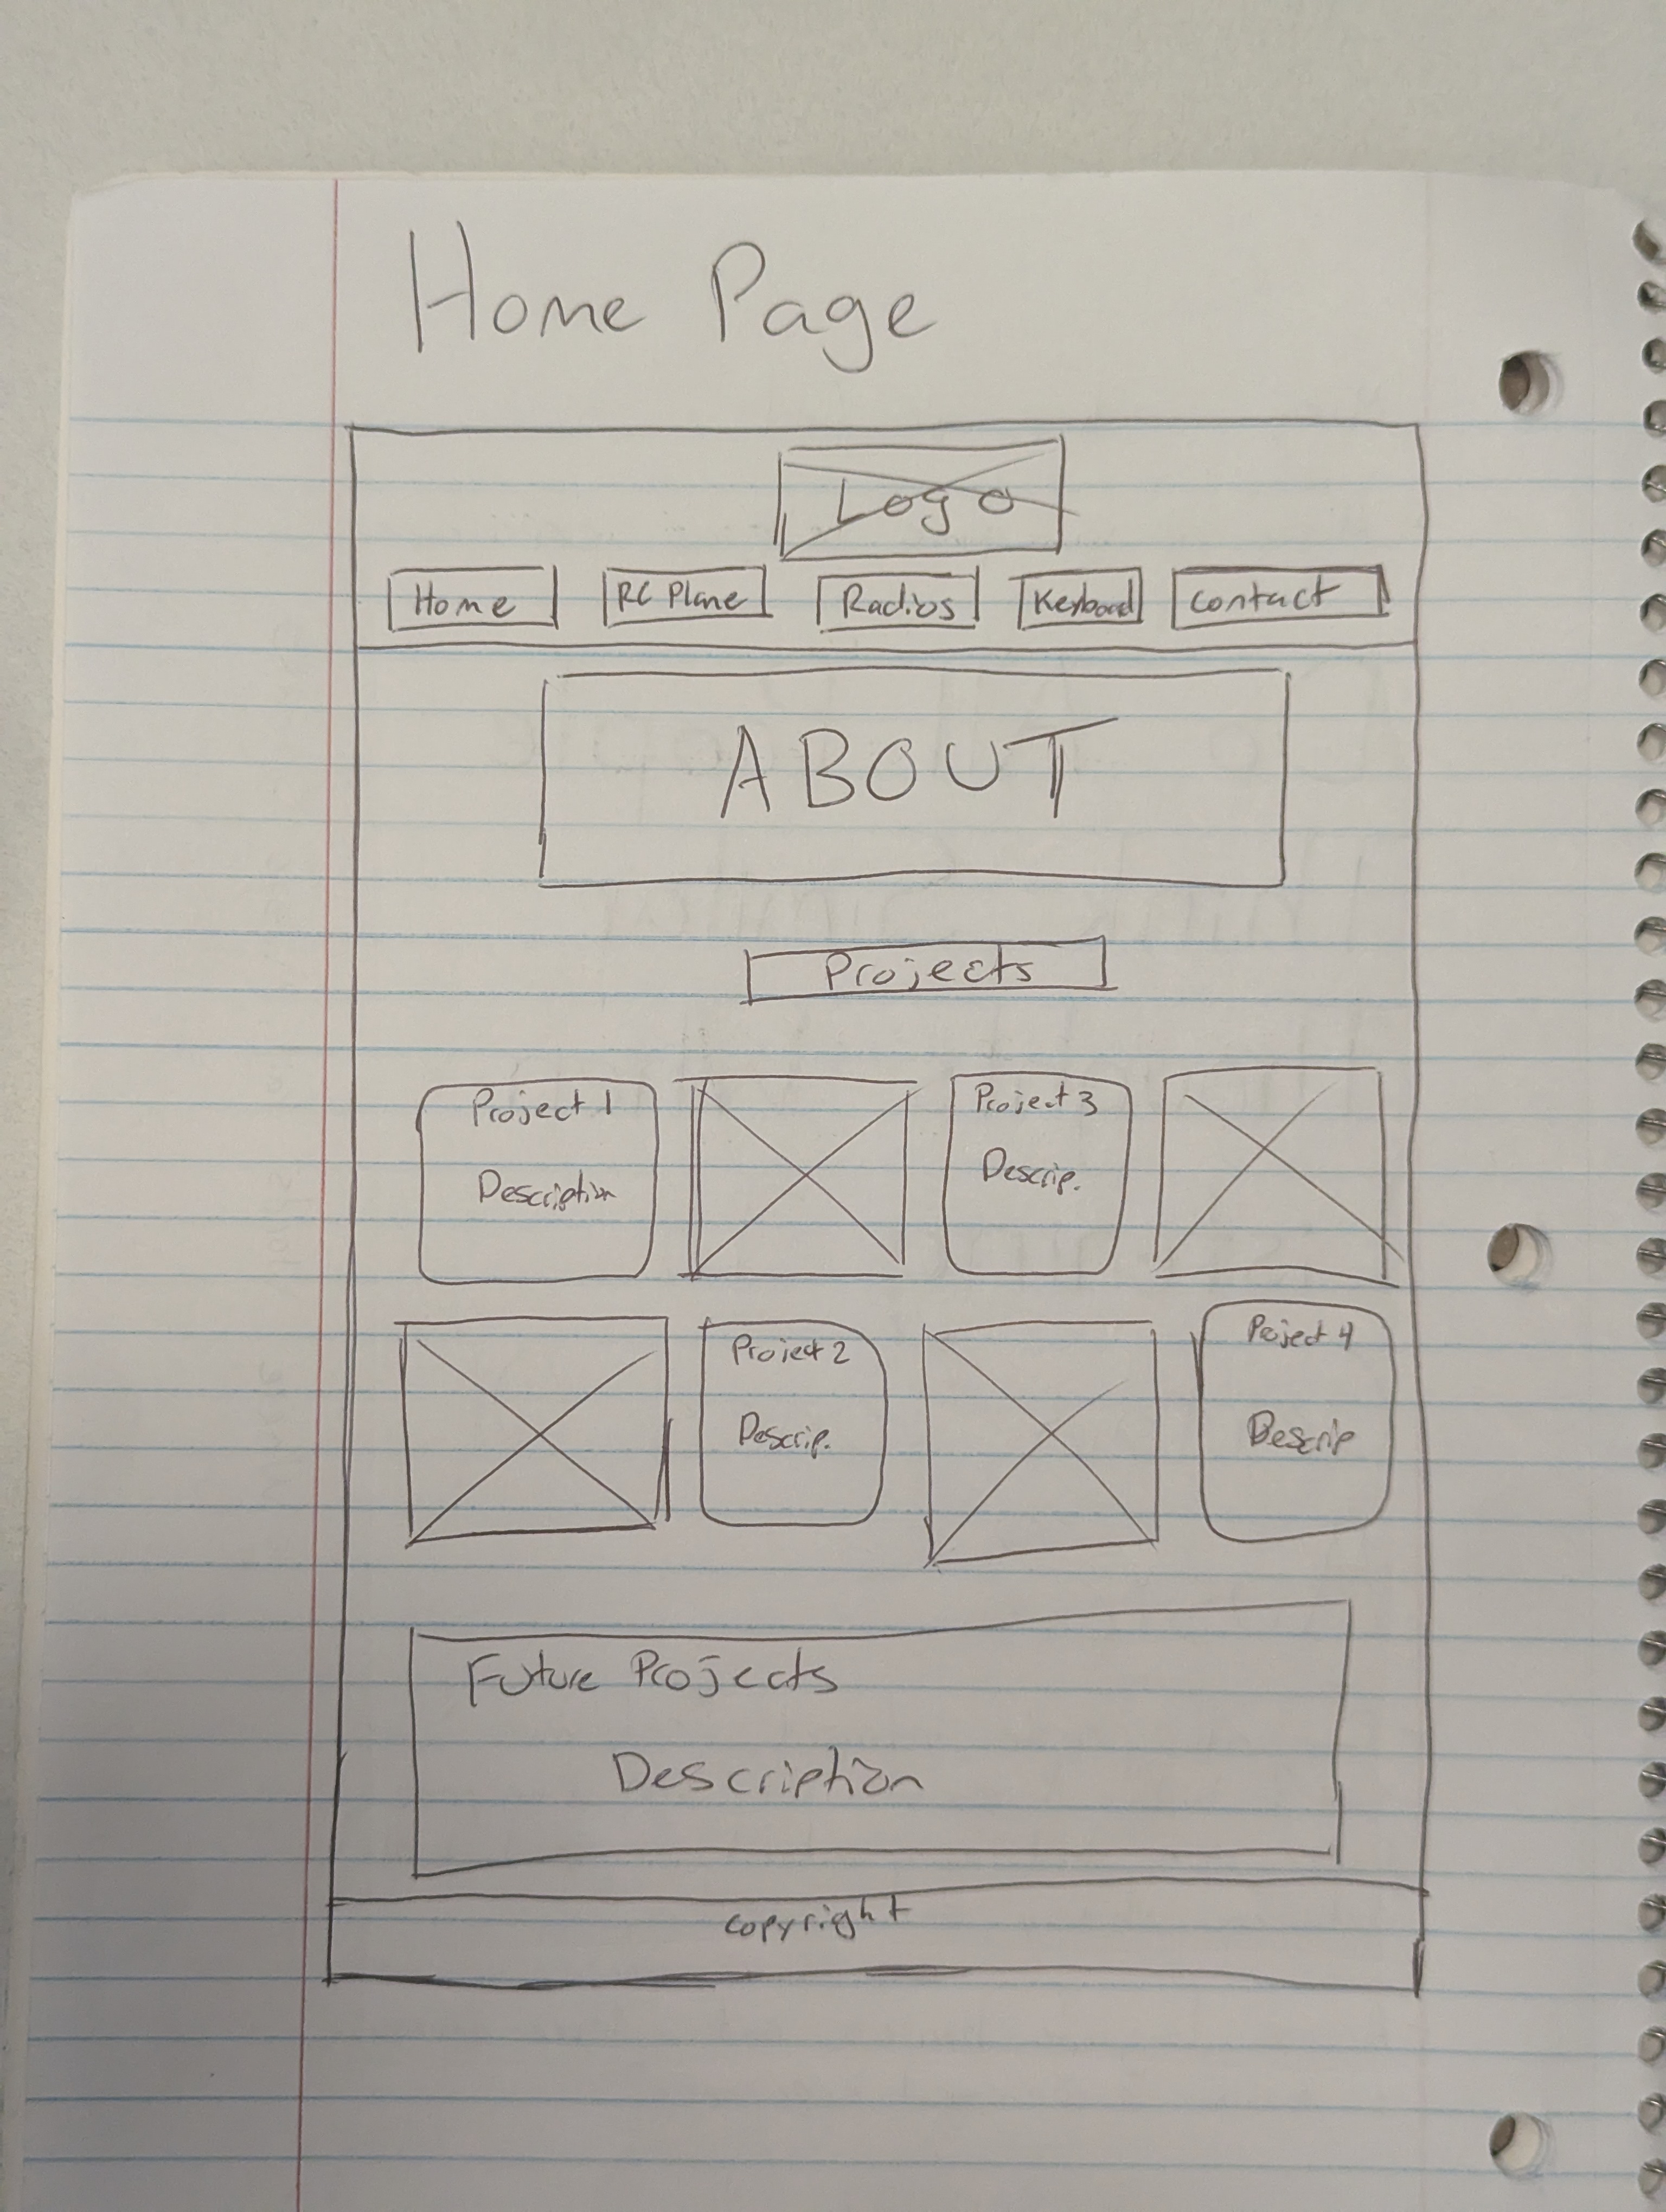 Home Page
Logo
Home RC Plane Radios Keyboard Contact
ABOUT
Projects
Project 1 Project 3
Description Descrip.
Project 2 Project 4
Descrip. Descrip
Future Projects
Description
copyright